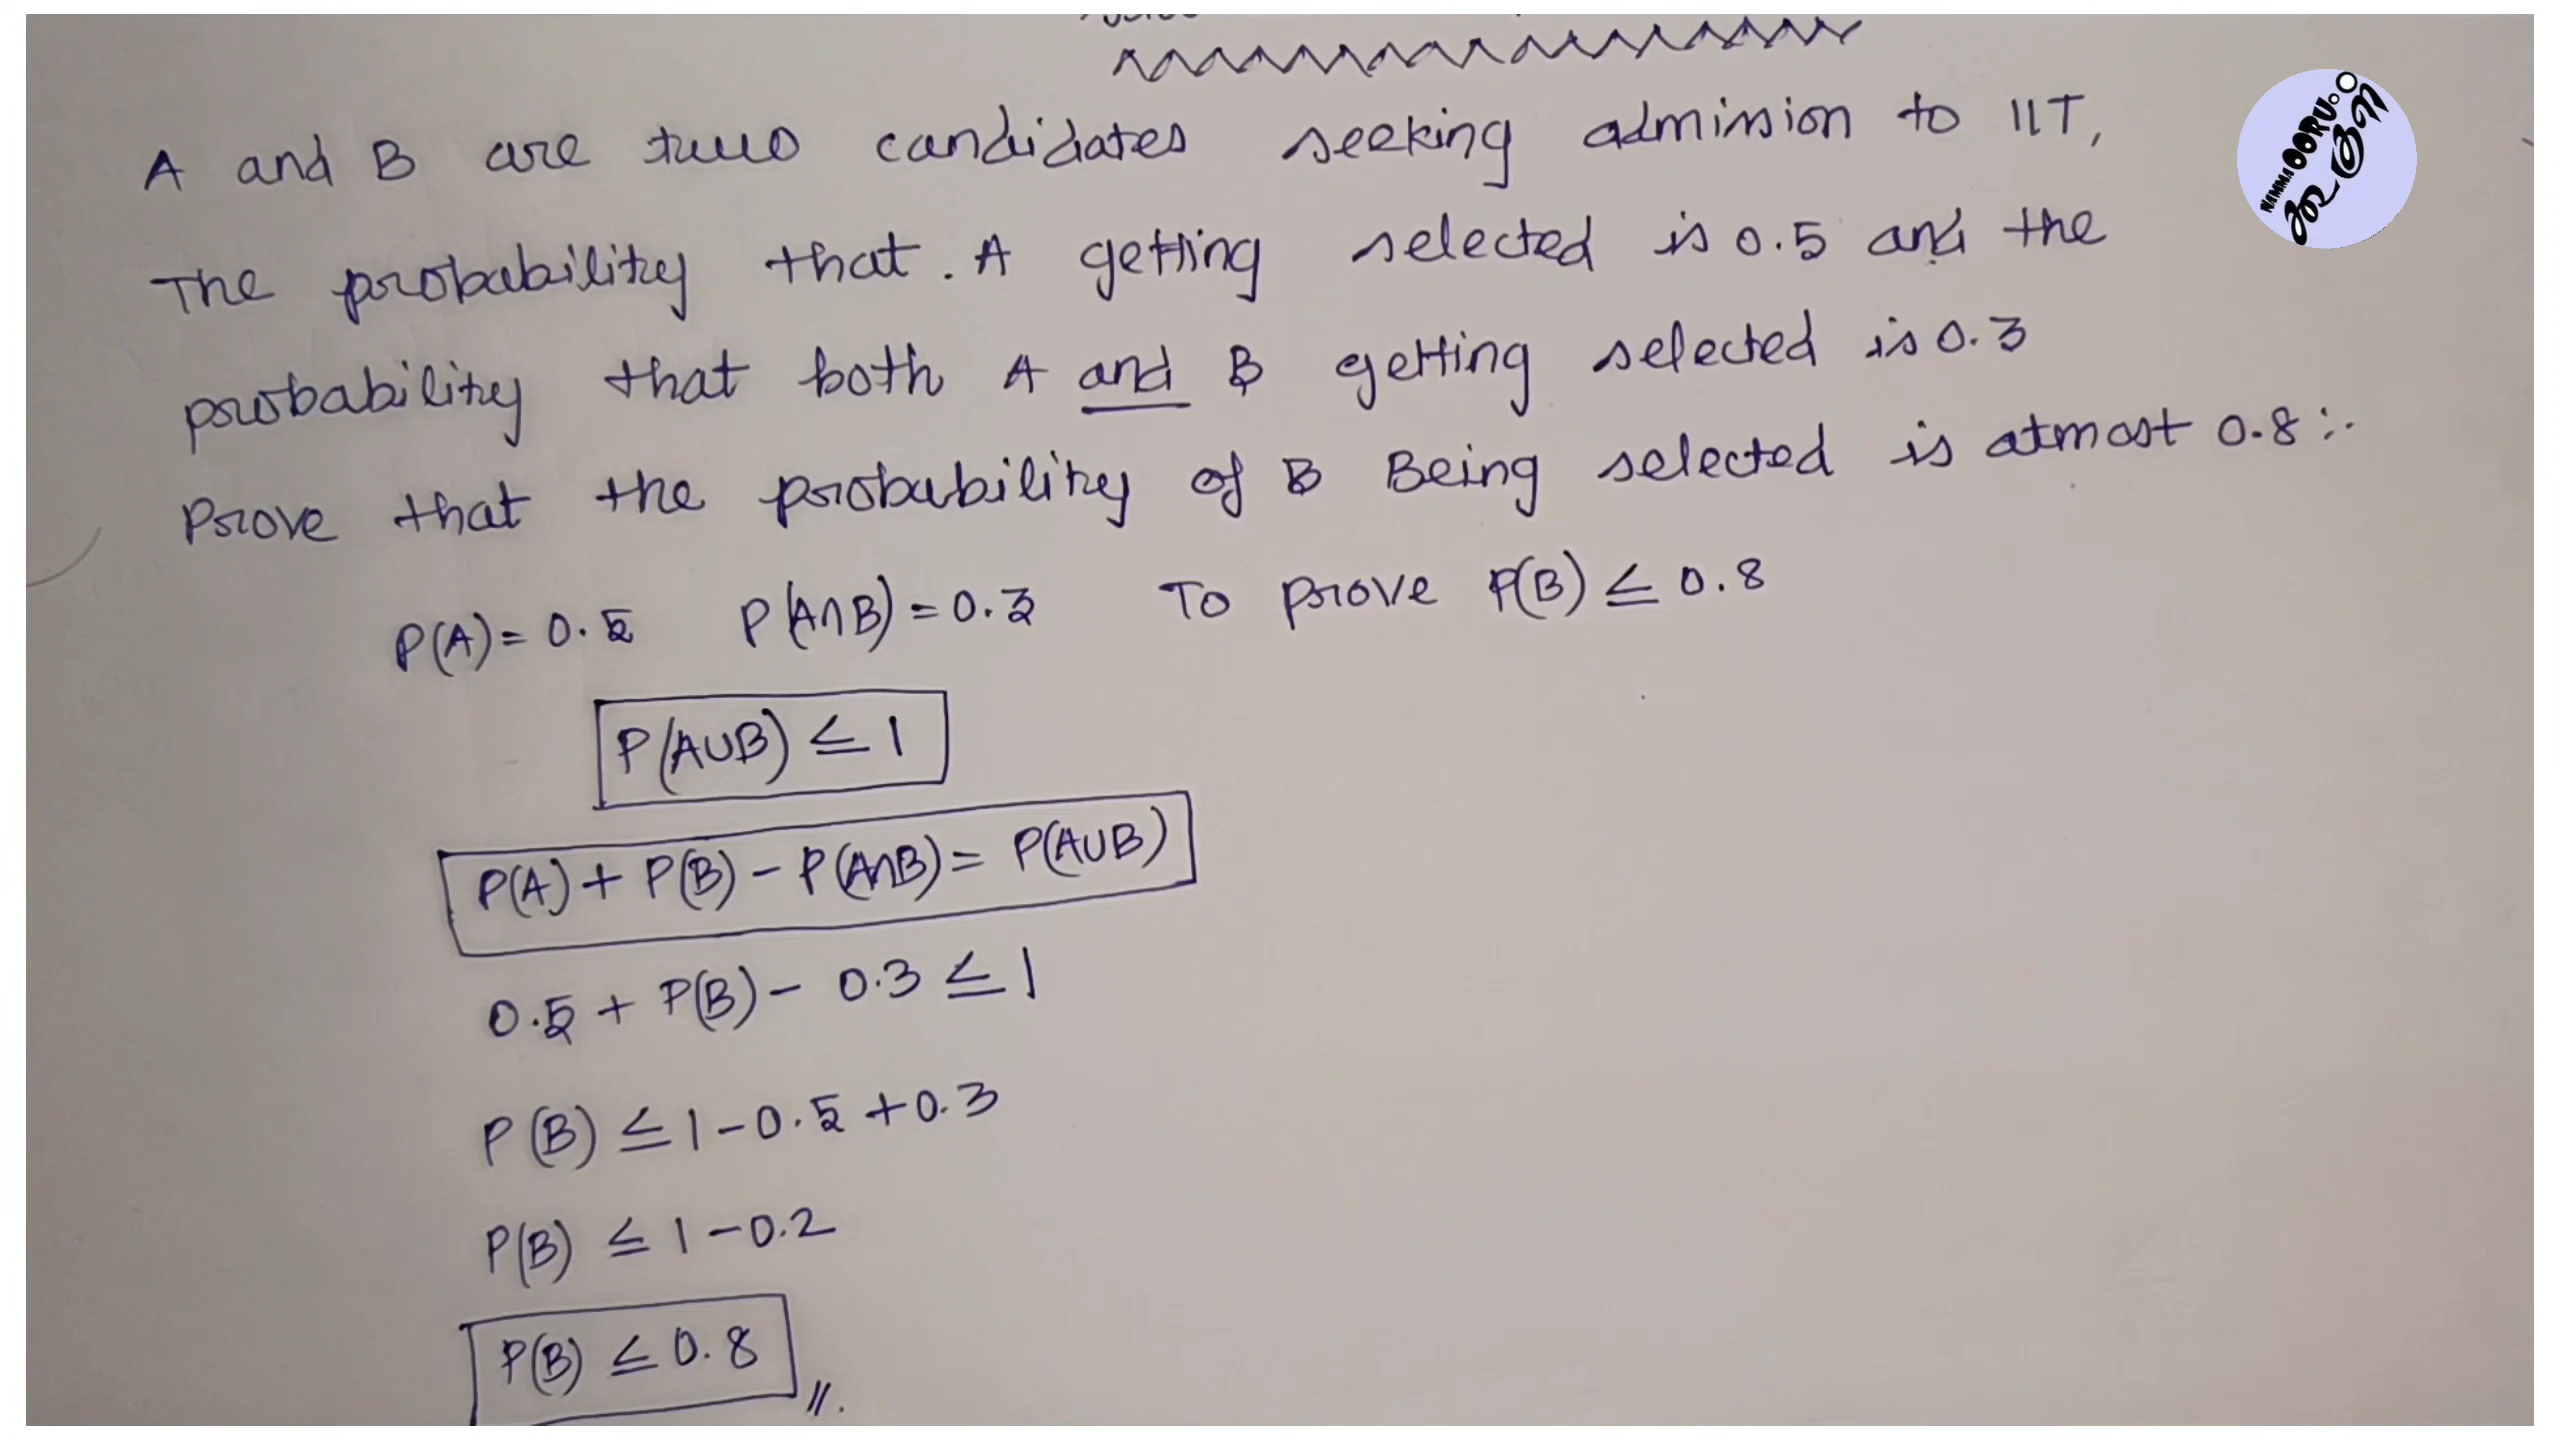 A and B are two candidates seeking admission to IIT,
The probability that. A getting selected is 0.5 and the
probability that both A and B getting selected is 0.3
Prove that the probability of B Being selected is atmost 0.8 :.
P(A) = 0.5 P(A∩B) = 0.3 To prove P(B) ≤ 0.8
P(A∪B) ≤ 1
P(A) + P(B) - P(A∩B) = P(A∪B)
0.5 + P(B) - 0.3 ≤ 1
P(B) ≤ 1 - 0.5 + 0.3
P(B) ≤ 1 - 0.2
P(B) ≤ 0.8 //.
NAMMA OORU